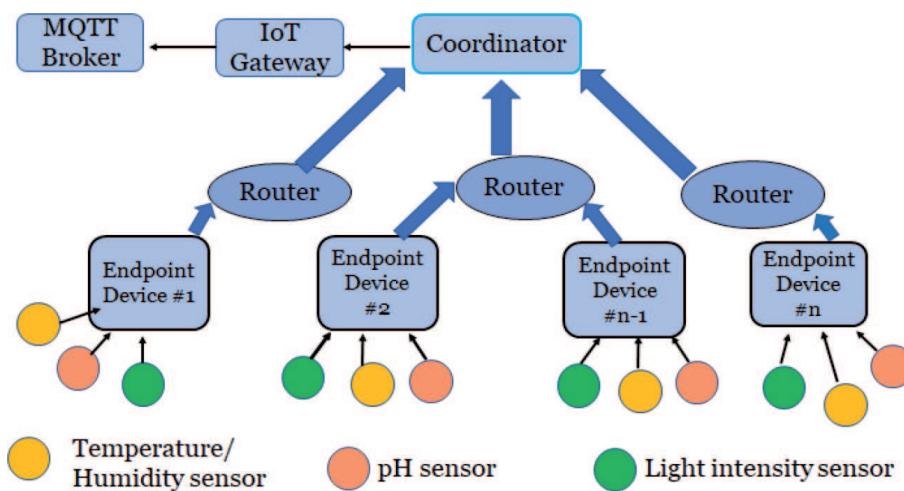 MQTT
Broker
IoT
Gateway
Coordinator
Router
Router
Router
Endpoint
Device #1
Endpoint
Device
#2
Endpoint
Device
#n-1
Endpoint
Device
#n
Temperature/
Humidity sensor
pH sensor
Light intensity sensor